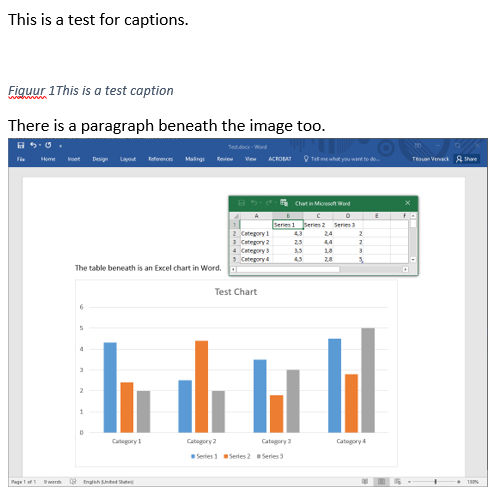 This is a test for captions.
Figuur 1This is a test caption
There is a paragraph beneath the image too.
Test.docx - Word
File Home Insert Design Layout References Mailings Review View ACROBAT Tell me what you want to do... Titouan Vervack Share
Chart in Microsoft Word
A B C D E F
1 Series 1 Series 2 Series 3
2 Category 1 4,3 2,4 2
3 Category 2 2,5 4,4 2
4 Category 3 3,5 1,8 3
5 Category 4 4,5 2,8 5
The table beneath is an Excel chart in Word.
Test Chart
6
5
4
3
2
1
0
Category 1 Category 2 Category 3 Category 4
Series 1 Series 2 Series 3
Page 1 of 1 9 words English (United States) 130%